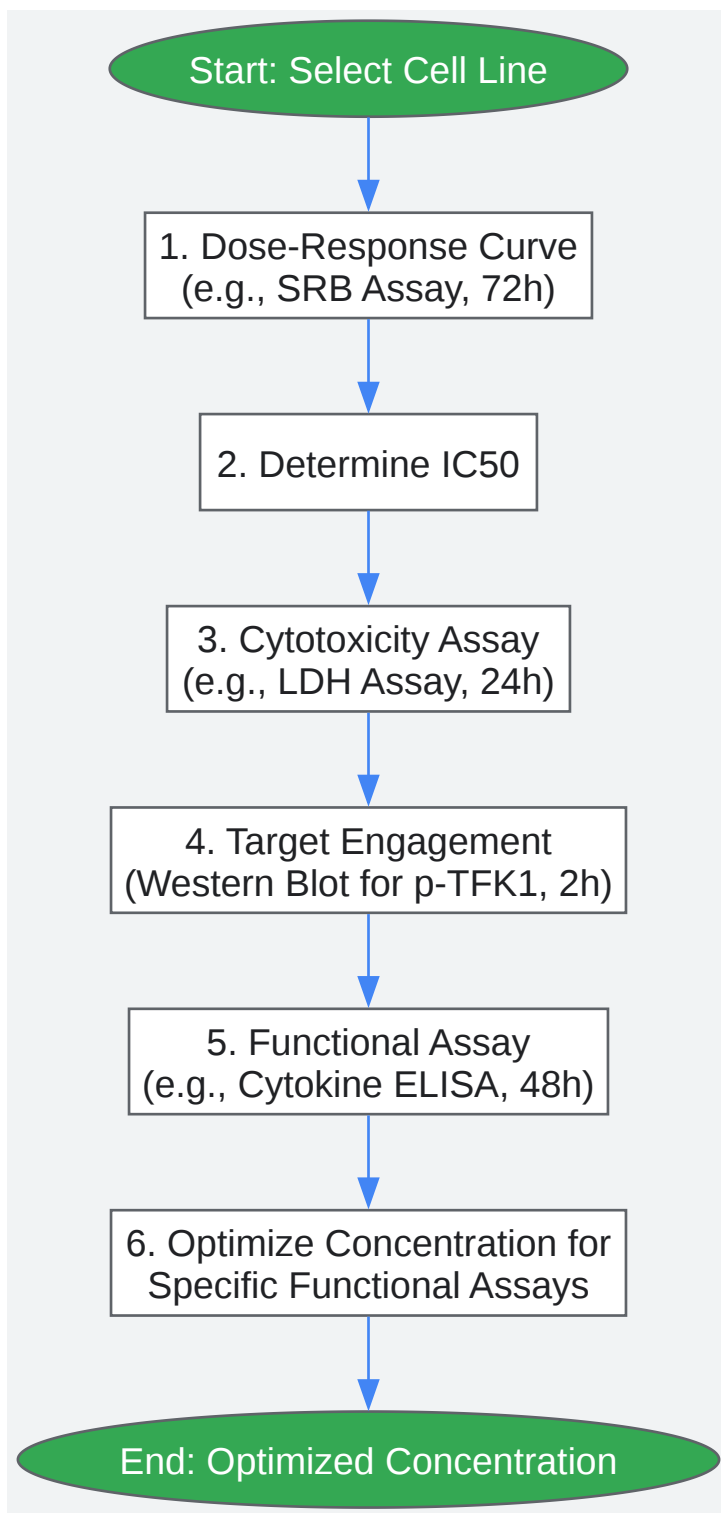 Start: Select Cell Line
1. Dose-Response Curve
(e.g., SRB Assay, 72h)
2. Determine IC50
3. Cytotoxicity Assay
(e.g., LDH Assay, 24h)
4. Target Engagement
(Western Blot for p-TFK1, 2h)
5. Functional Assay
(e.g., Cytokine ELISA, 48h)
6. Optimize Concentration for
Specific Functional Assays
End: Optimized Concentration